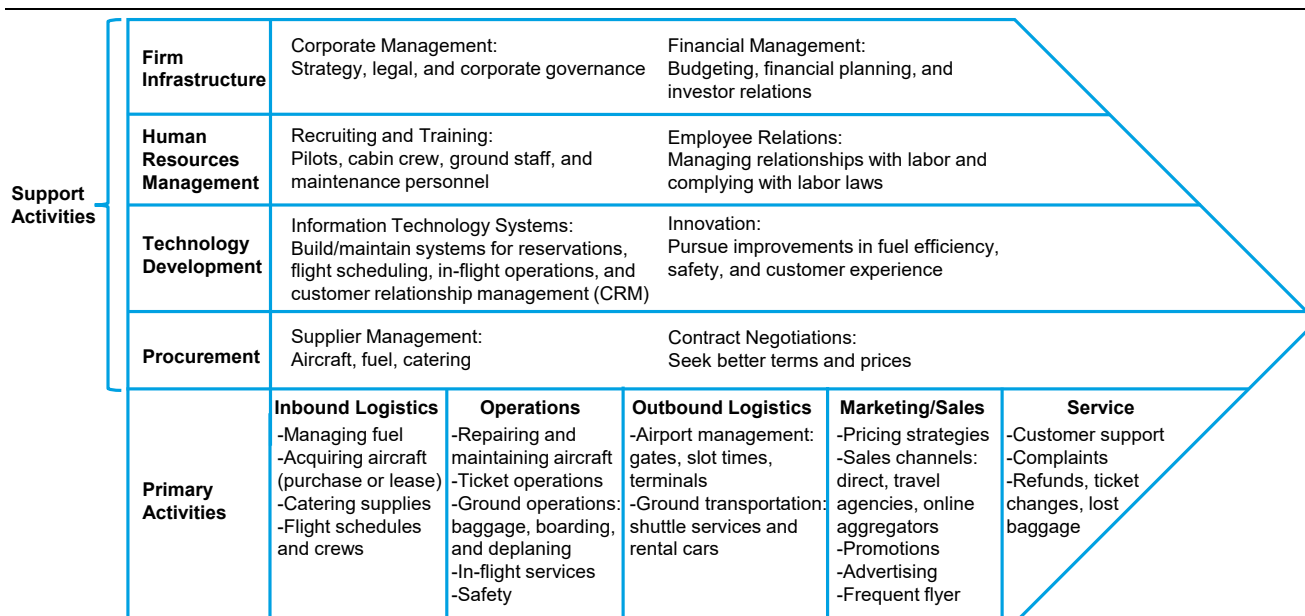 Support
Activities
Firm
Infrastructure
Corporate Management:
Strategy, legal, and corporate governance
Financial Management:
Budgeting, financial planning, and
investor relations
Human
Resources
Management
Recruiting and Training:
Pilots, cabin crew, ground staff, and
maintenance personnel
Employee Relations:
Managing relationships with labor and
complying with labor laws
Technology
Development
Information Technology Systems:
Build/maintain systems for reservations,
flight scheduling, in-flight operations, and
customer relationship management (CRM)
Innovation:
Pursue improvements in fuel efficiency,
safety, and customer experience
Procurement
Supplier Management:
Aircraft, fuel, catering
Contract Negotiations:
Seek better terms and prices
Primary
Activities
Inbound Logistics
-Managing fuel
-Acquiring aircraft
(purchase or lease)
-Catering supplies
-Flight schedules
and crews
Operations
-Repairing and
maintaining aircraft
-Ticket operations
-Ground operations:
baggage, boarding,
and deplaning
-In-flight services
-Safety
Outbound Logistics
-Airport management:
gates, slot times,
terminals
-Ground transportation:
shuttle services and
rental cars
Marketing/Sales
-Pricing strategies
-Sales channels:
direct, travel
agencies, online
aggregators
-Promotions
-Advertising
-Frequent flyer
Service
-Customer support
-Complaints
-Refunds, ticket
changes, lost
baggage